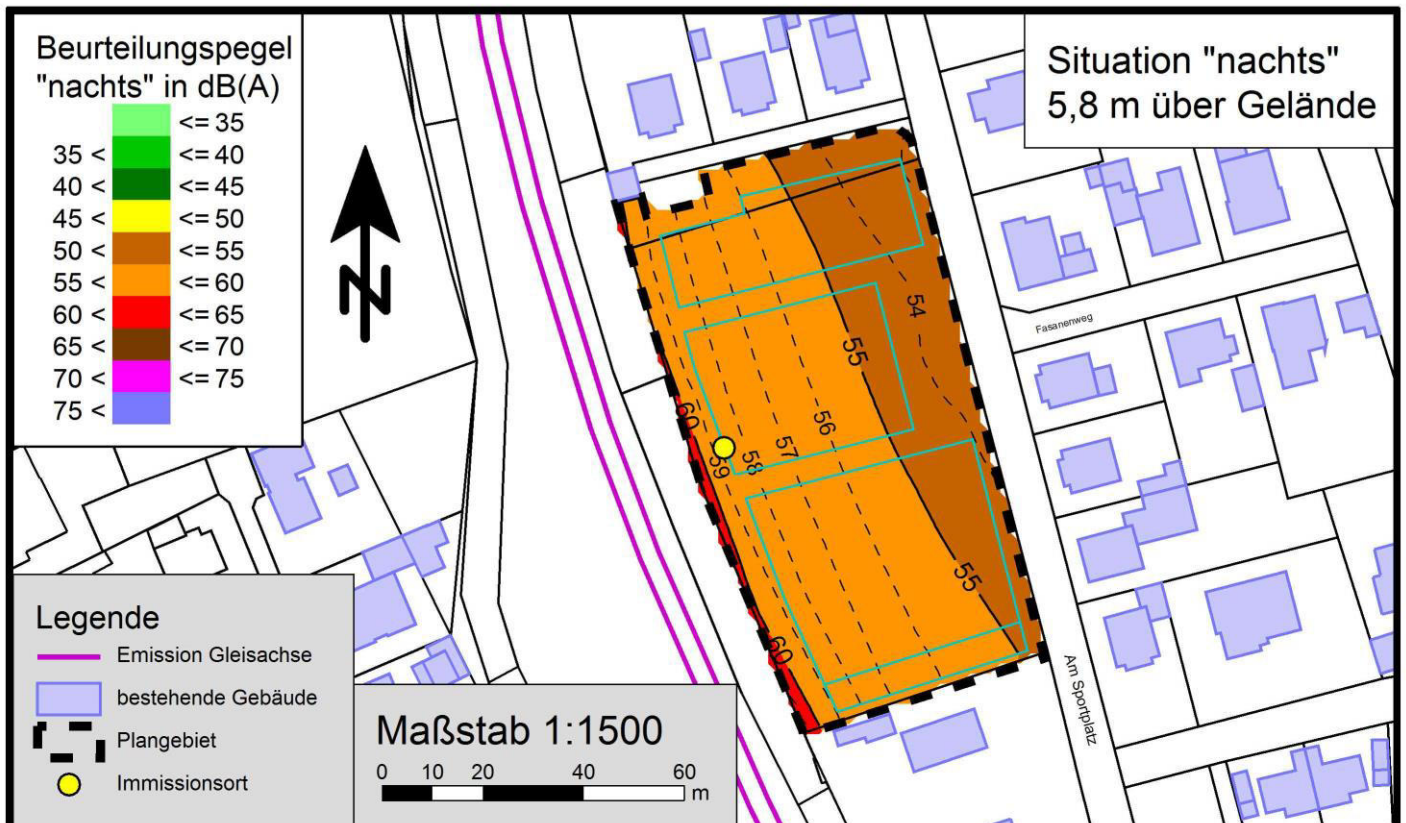 Beurteilungspegel
"nachts" in dB(A)
<= 35
35 < <= 40
40 < <= 45
45 < <= 50
50 < <= 55
55 < <= 60
60 < <= 65
65 < <= 70
70 < <= 75
75 <
N
Situation "nachts"
5,8 m über Gelände
54
55
Fasanenweg
60
59
58
57
56
55
60
Am Sportplatz
Legende
Emission Gleisachse
bestehende Gebäude
Plangebiet
Immissionsort
Maßstab 1:1500
0 10 20 40 60
m